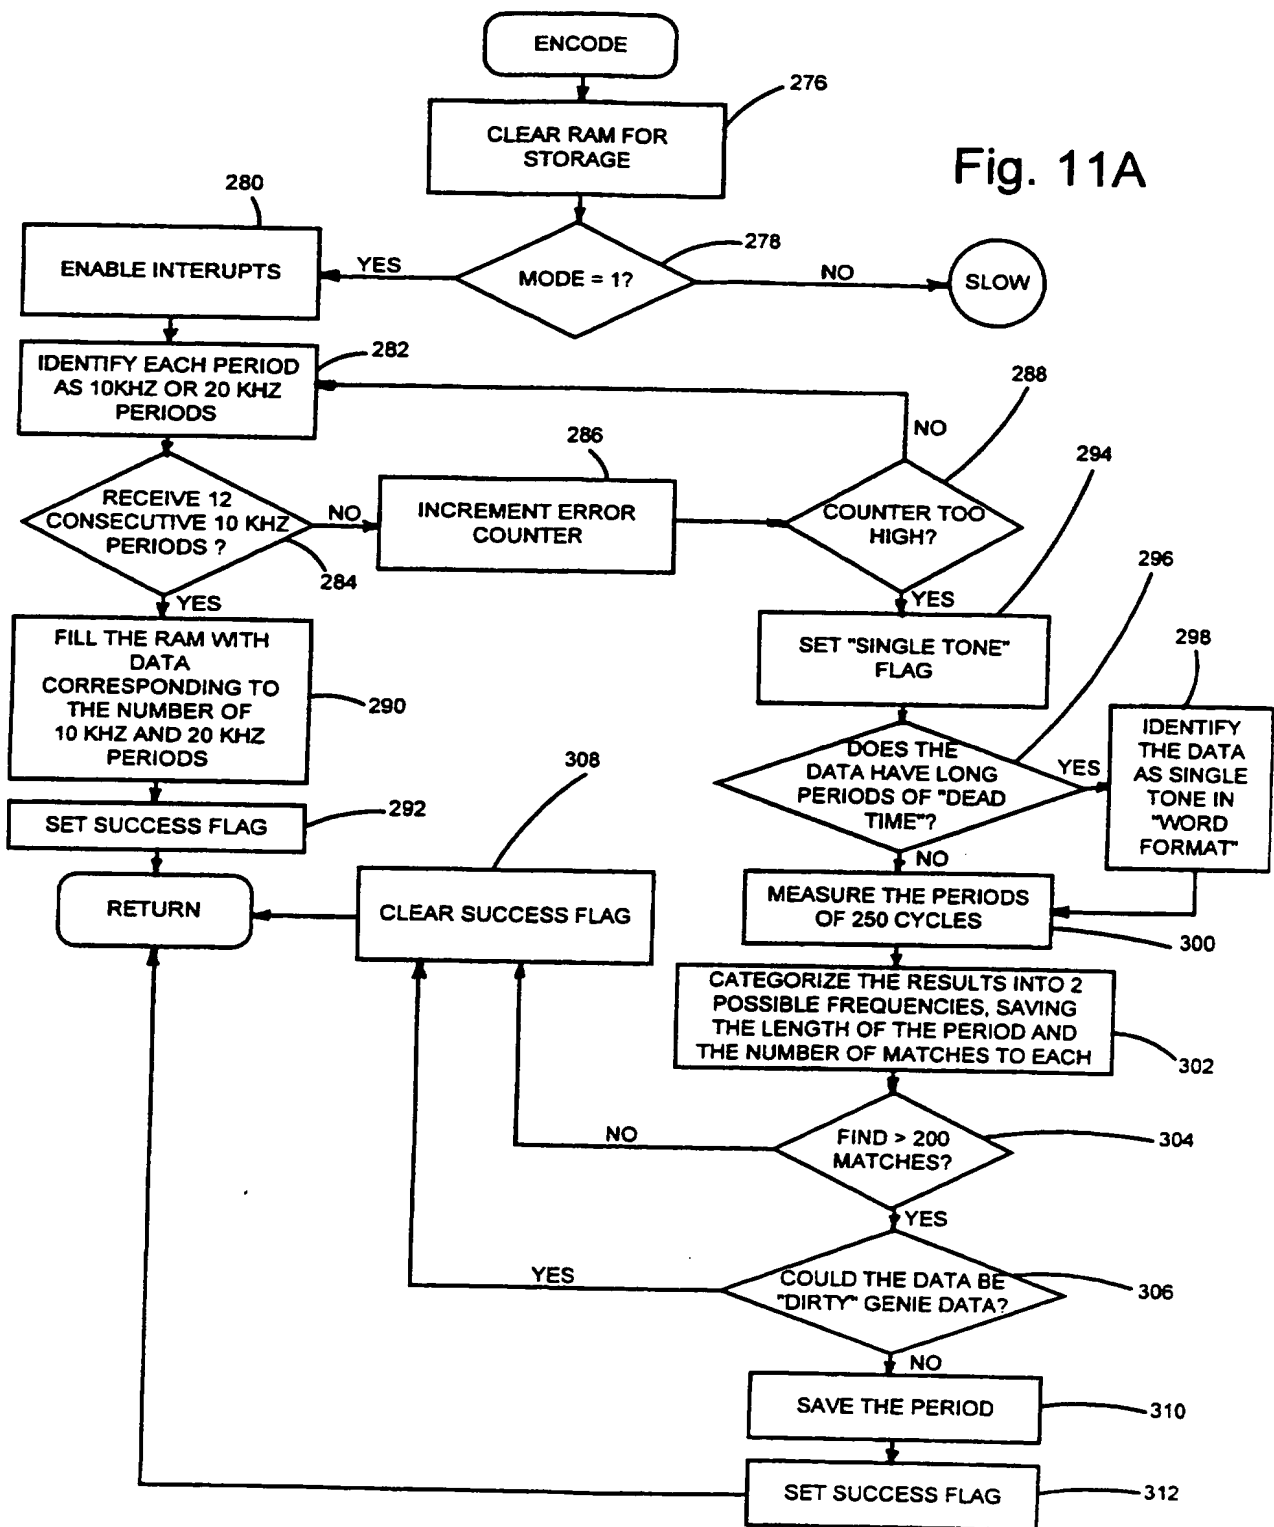 ENCODE
276
CLEAR RAM FOR
STORAGE
Fig. 11A
280
278
ENABLE INTERUPTS
YES
MODE = 1?
NO
SLOW
282
IDENTIFY EACH PERIOD
AS 10KHZ OR 20 KHZ
PERIODS
288
NO
286
294
RECEIVE 12
CONSECUTIVE 10 KHZ
PERIODS ?
NO
INCREMENT ERROR
COUNTER
COUNTER TOO
HIGH?
284
296
YES
YES
FILL THE RAM WITH
DATA
CORRESPONDING TO
THE NUMBER OF
10 KHZ AND 20 KHZ
PERIODS
290
SET "SINGLE TONE"
FLAG
298
IDENTIFY
THE DATA
AS SINGLE
TONE IN
"WORD
FORMAT"
DOES THE
DATA HAVE LONG
PERIODS OF "DEAD
TIME"?
YES
308
292
SET SUCCESS FLAG
NO
RETURN
CLEAR SUCCESS FLAG
MEASURE THE PERIODS
OF 250 CYCLES
300
CATEGORIZE THE RESULTS INTO 2
POSSIBLE FREQUENCIES, SAVING
THE LENGTH OF THE PERIOD AND
THE NUMBER OF MATCHES TO EACH
302
NO
FIND > 200
MATCHES?
304
YES
YES
COULD THE DATA BE
"DIRTY" GENIE DATA?
306
NO
SAVE THE PERIOD
310
SET SUCCESS FLAG
312